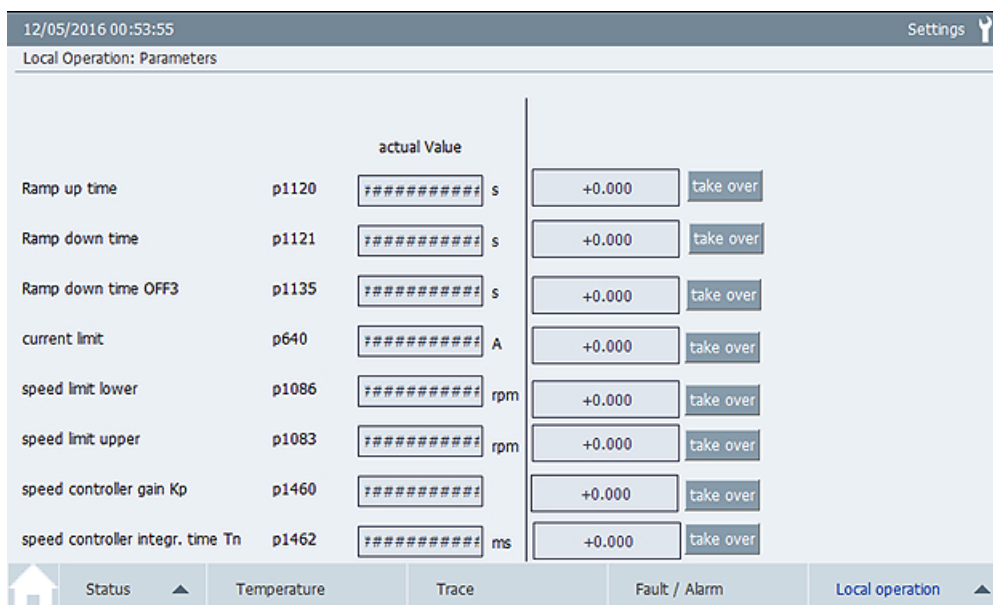 12/05/2016 00:53:55 Settings
Local Operation: Parameters
actual Value
Ramp up time p1120 ########### s +0.000 take over
Ramp down time p1121 ########### s +0.000 take over
Ramp down time OFF3 p1135 ########### s +0.000 take over
current limit p640 ########### A +0.000 take over
speed limit lower p1086 ########### rpm +0.000 take over
speed limit upper p1083 ########### rpm +0.000 take over
speed controller gain Kp p1460 ########### +0.000 take over
speed controller integr. time Tn p1462 ########### ms +0.000 take over
Status Temperature Trace Fault / Alarm Local operation